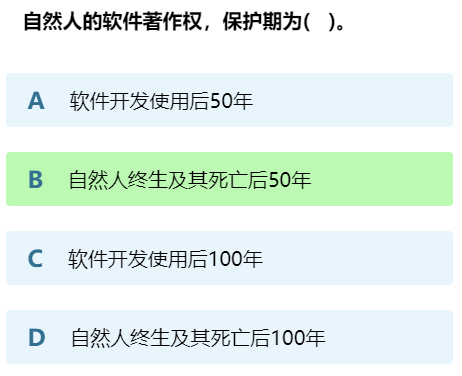 自然人的软件著作权，保护期为(   )。
A 软件开发使用后50年
B 自然人终生及其死亡后50年
C 软件开发使用后100年
D 自然人终生及其死亡后100年